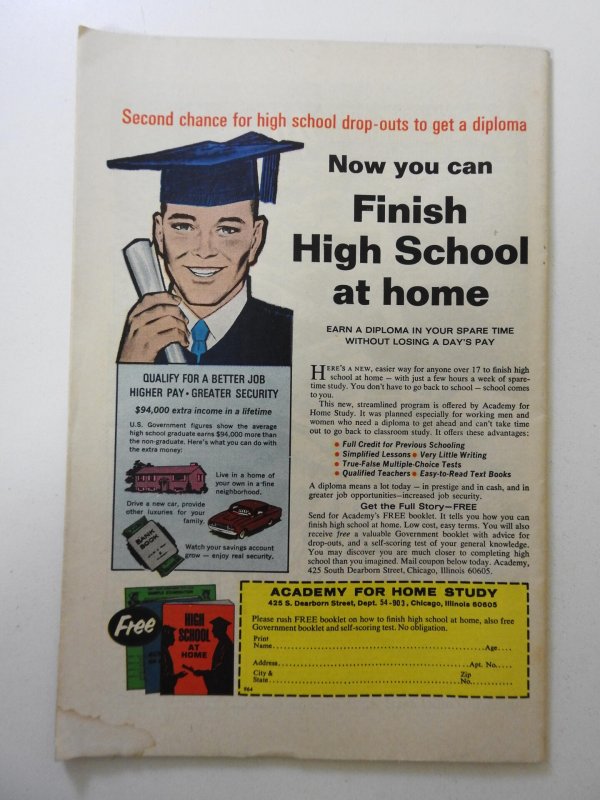 Second chance for high school drop-outs to get a diploma
Now you can
Finish
High School
at home
EARN A DIPLOMA IN YOUR SPARE TIME
WITHOUT LOSING A DAY'S PAY
QUALIFY FOR A BETTER JOB
HIGHER PAY • GREATER SECURITY
$94,000 extra income in a lifetime
U.S. Government figures show the average
high school graduate earns $94,000 more than
the non-graduate. Here's what you can do with
the extra money:
Live in a home of
your own in a fine
neighborhood.
Drive a new car, provide
other luxuries for your
family.
BANK
BOOK
Watch your savings account
grow — enjoy real security.
HERE'S A NEW, easier way for anyone over 17 to finish high
school at home — with just a few hours a week of spare-
time study. You don't have to go back to school — school comes
to you.
This new, streamlined program is offered by Academy for
Home Study. It was planned especially for working men and
women who need a diploma to get ahead and can't take time
out to go back to classroom study. It offers these advantages:
• Full Credit for Previous Schooling
• Simplified Lessons • Very Little Writing
• True-False Multiple-Choice Tests
• Qualified Teachers • Easy-to-Read Text Books
A diploma means a lot today — in prestige and in cash, and in
greater job opportunities—increased job security.
Get the Full Story—FREE
Send for Academy's FREE booklet. It tells you how you can
finish high school at home. Low cost, easy terms. You will also
receive free a valuable Government booklet with advice for
drop-outs, and a self-scoring test of your general knowledge.
You may discover you are much closer to completing high
school than you imagined. Mail coupon below today. Academy,
425 South Dearborn Street, Chicago, Illinois 60605.
Free
HIGH
SCHOOL
AT
HOME
ACADEMY FOR HOME STUDY
425 S. Dearborn Street, Dept. 54-903, Chicago, Illinois 60605
Please rush FREE booklet on how to finish high school at home, also free
Government booklet and self-scoring test. No obligation.
Print
Name Age
Address Apt. No.
City & Zip
State No.